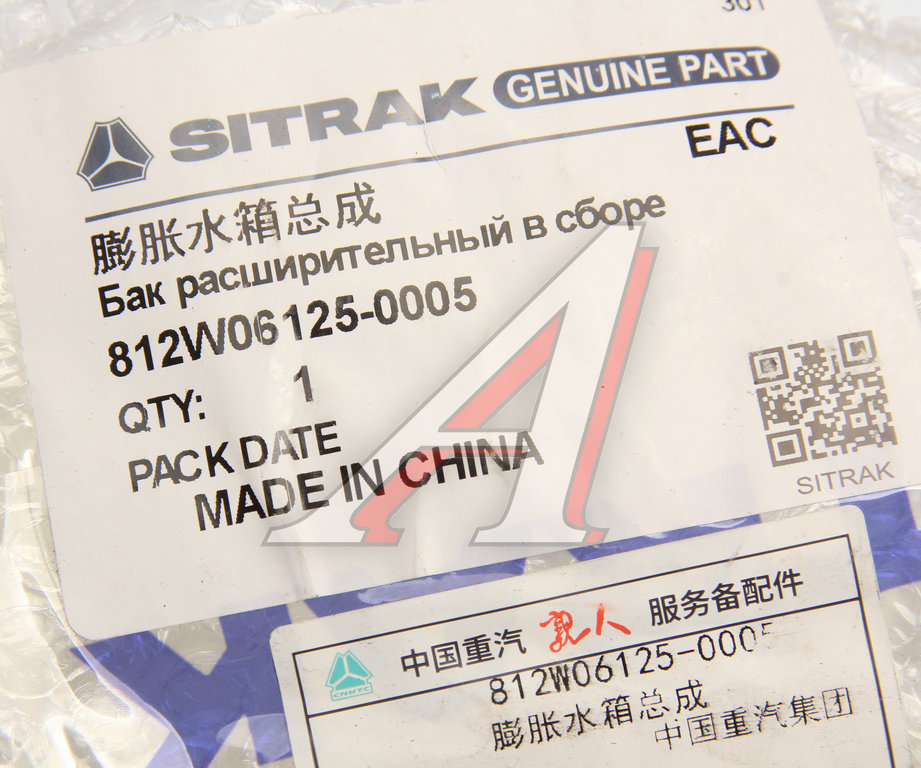 301
SITRAK GENUINE PART
EAC
膨胀水箱总成
Бак расширительный в сборе
812W06125-0005
QTY: 1
PACK DATE
MADE IN CHINA
SITRAK
中国重汽 亲人 服务备配件
CNHTC
812W06125-0005
膨胀水箱总成
中国重汽集团